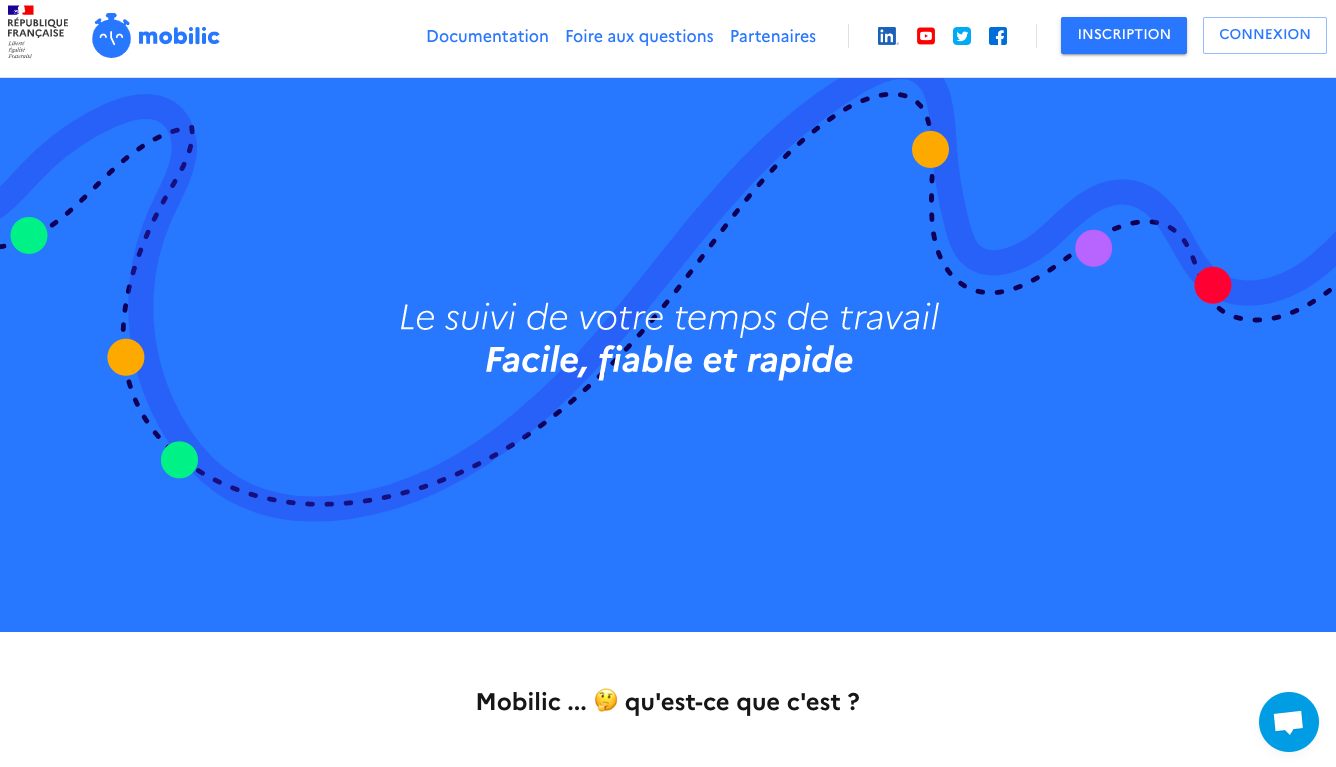 RÉPUBLIQUE
FRANÇAISE
Liberté
Égalité
Fraternité
mobilic
Documentation Foire aux questions Partenaires
INSCRIPTION CONNEXION
Le suivi de votre temps de travail
Facile, fiable et rapide
Mobilic ... 🤔 qu'est-ce que c'est ?